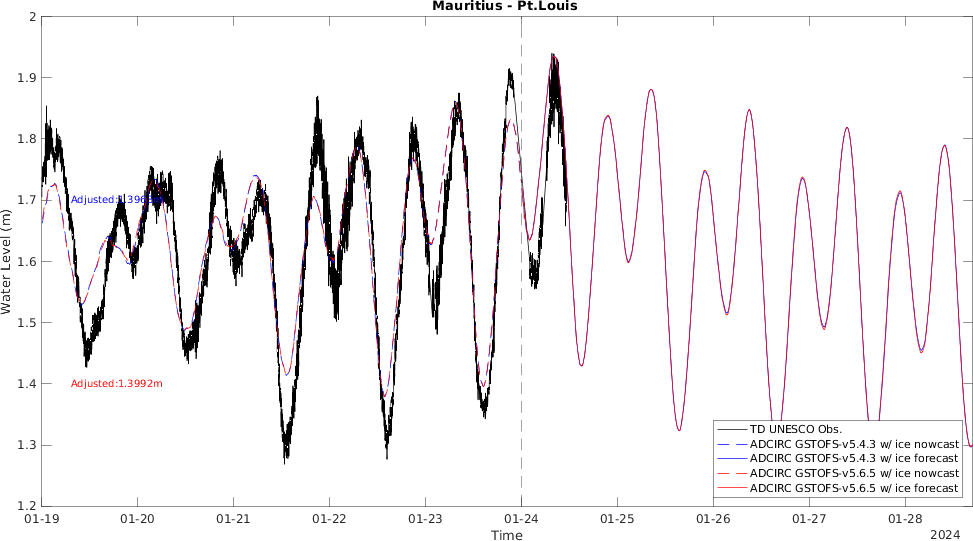 Mauritius - Pt.Louis
2
1.9
1.8
1.7
1.6
1.5
1.4
1.3
1.2
Water Level (m)
Adjusted:1.396
Adjusted:1.3992m
TD UNESCO Obs.
ADCIRC GSTOFS-v5.4.3 w/ ice nowcast
ADCIRC GSTOFS-v5.4.3 w/ ice forecast
ADCIRC GSTOFS-v5.6.5 w/ ice nowcast
ADCIRC GSTOFS-v5.6.5 w/ ice forecast
01-19 01-20 01-21 01-22 01-23 01-24 01-25 01-26 01-27 01-28
Time
2024